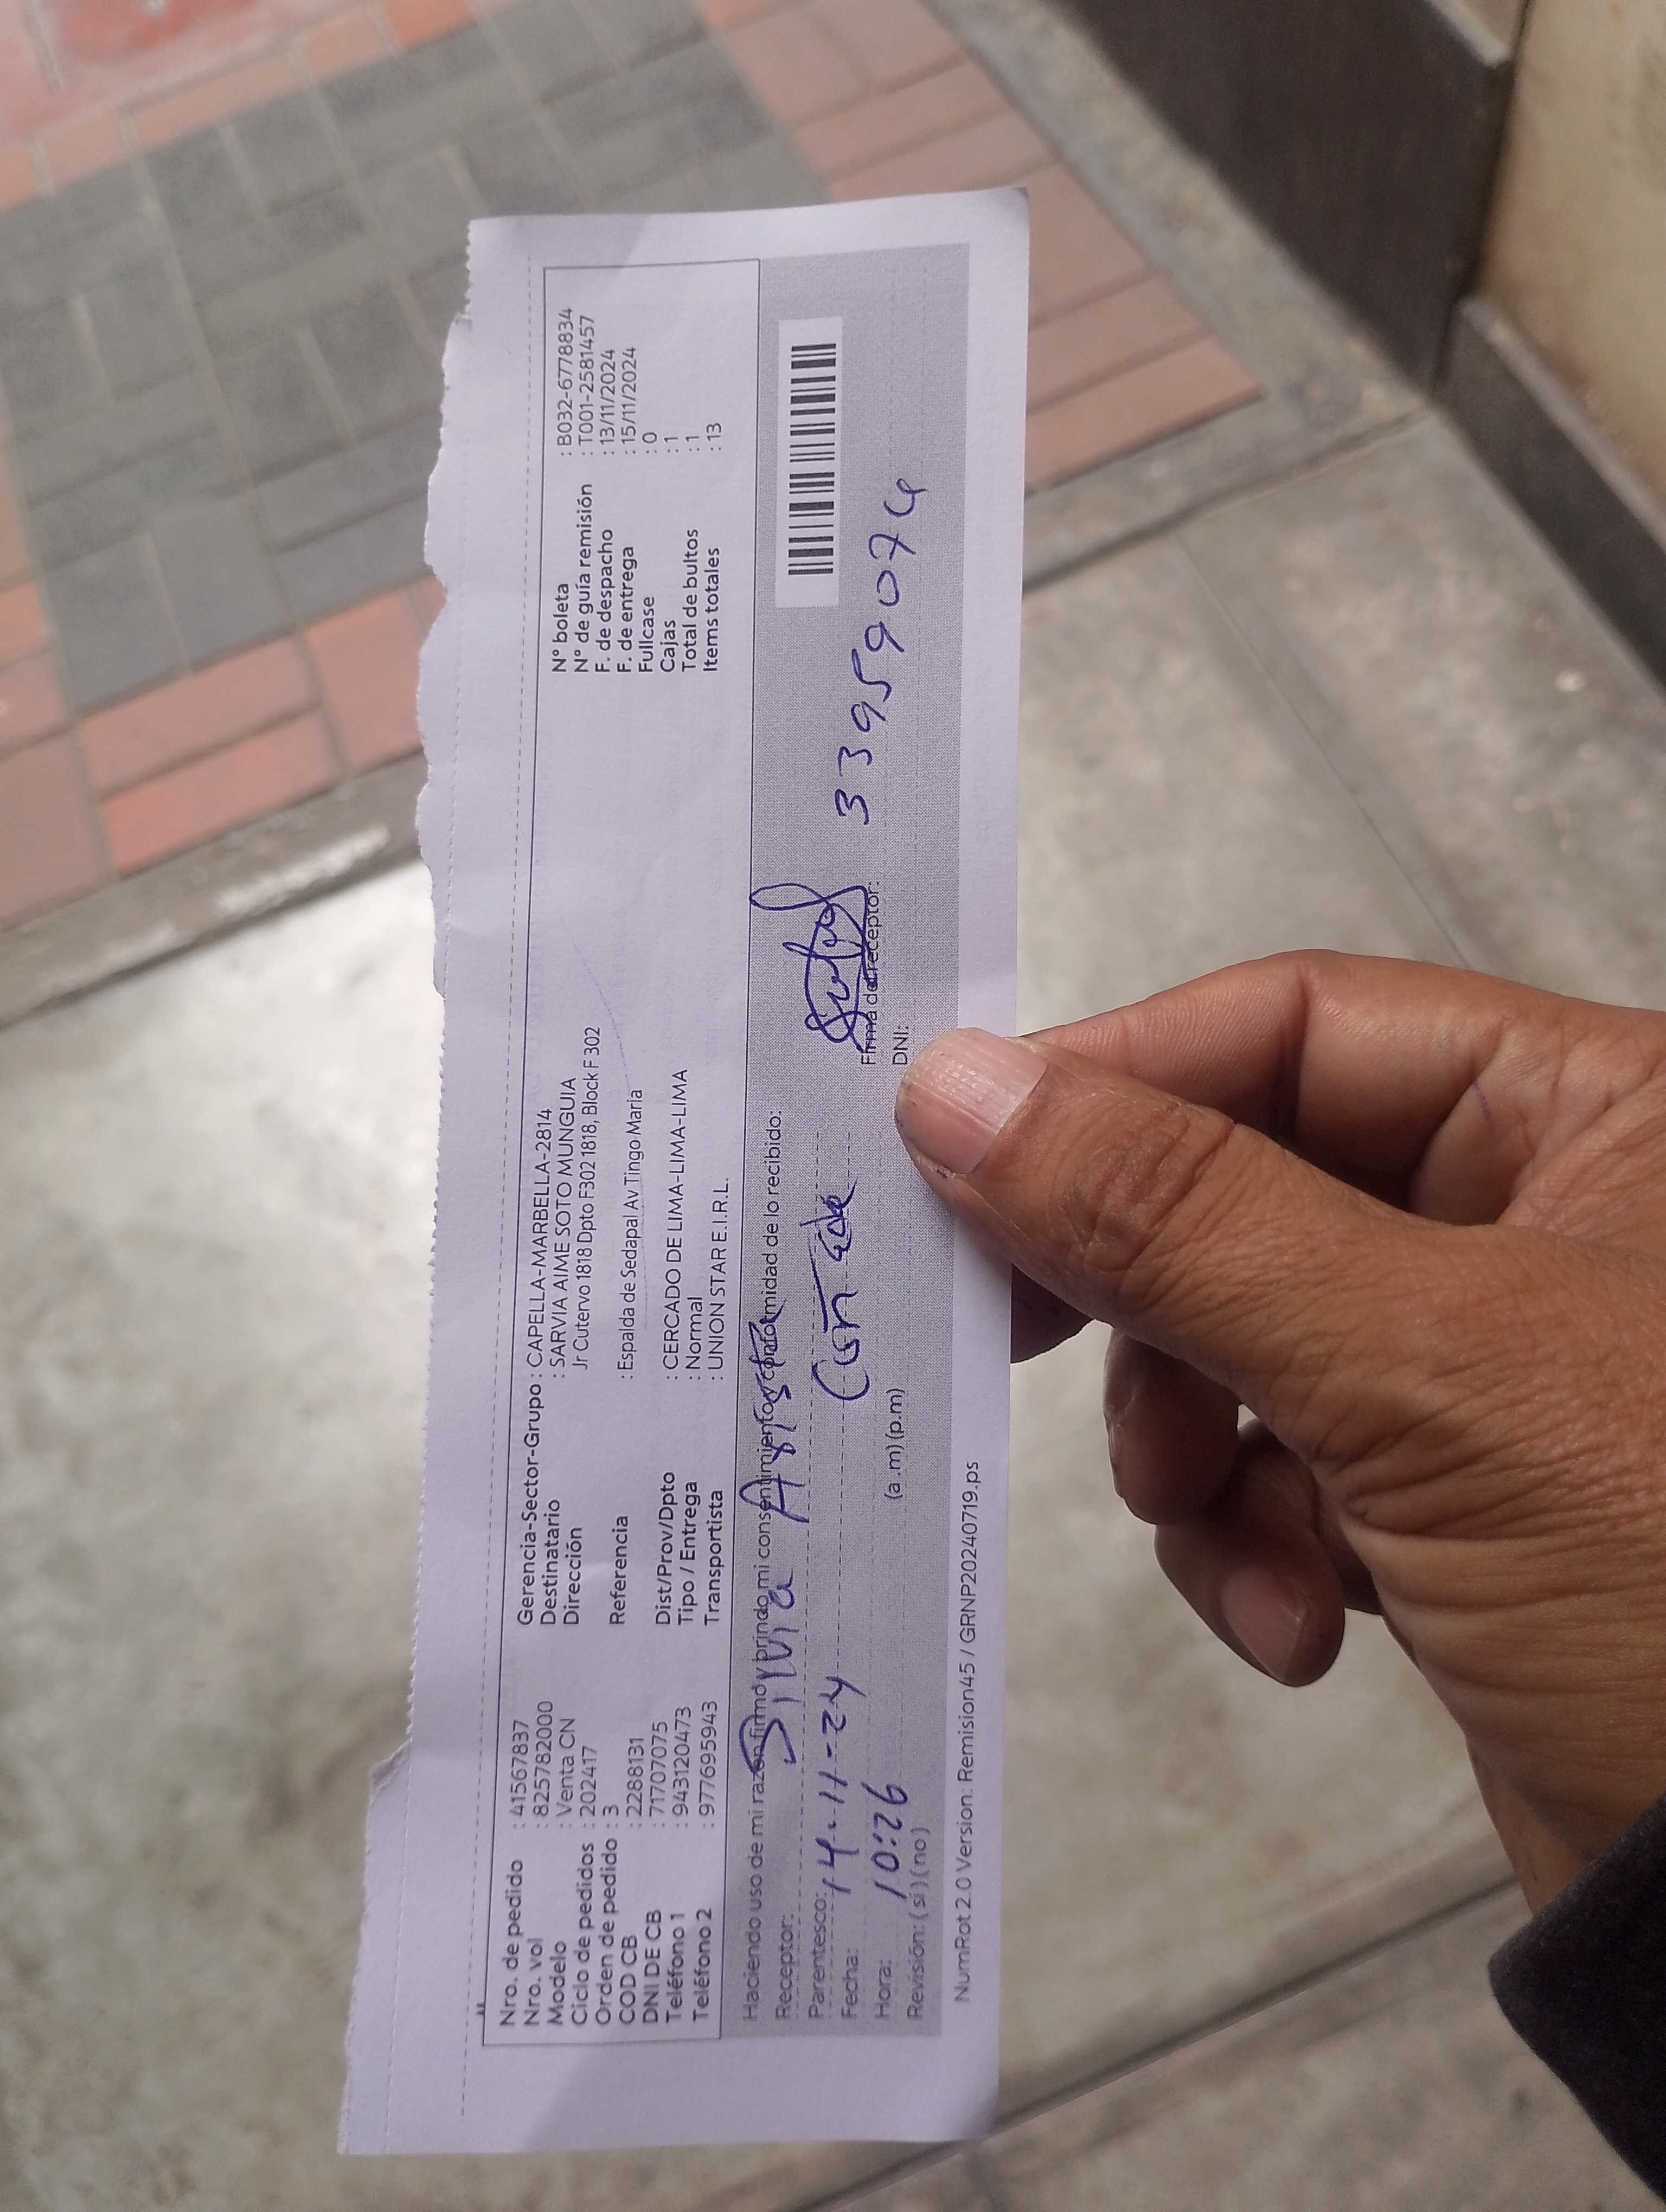 Nro. de pedido : 41567837
Nro. vol : 825782000
Modelo : Venta CN
Ciclo de pedidos : 202417
Orden de pedido : 3
COD CB : 22888131
DNI DE CB : 71707075
Teléfono 1 : 943120473
Teléfono 2 : 977695943
Gerencia-Sector-Grupo : CAPELLA-MARBELLA-2814
Destinatario : SARVIA AIME SOTO MUNGUIA
Dirección Jr Cutervo 1818 Dpto F302 1818, Block F 302
Referencia : Espalda de Sedapal Av Tingo Maria
Dist/Prov/Dpto : CERCADO DE LIMA-LIMA-LIMA
Tipo / Entrega : Normal
Transportista : UNION STAR E.I.R.L.
N° boleta : B032-6778834
N° de guía remisión : T001-2581457
F. de despacho : 13/11/2024
F. de entrega : 15/11/2024
Fullcase : 0
Cajas : 1
Total de bultos : 1
Items totales : 13
Haciendo uso de mi razón firmo y brindo mi consentimiento y conformidad de lo recibido:
Receptor: Silvia
Parentesco:
Fecha: 14-11-24
Hora: 10:26 (a.m) (p.m)
Revisión: ( si ) ( no )
Firma del receptor:
DNI: 33959074
NumRot 2.0 Version.: Remision45 / GRNP20240719.ps